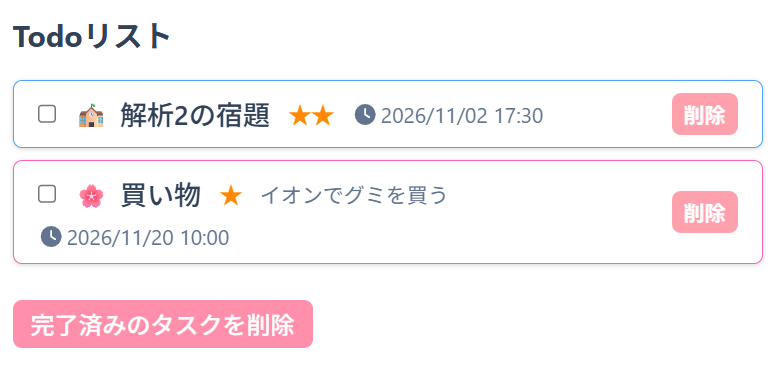 Todoリスト
解析2の宿題 ★★ 2026/11/02 17:30 削除
買い物 ★ イオンでグミを買う
2026/11/20 10:00
削除
完了済みのタスクを削除